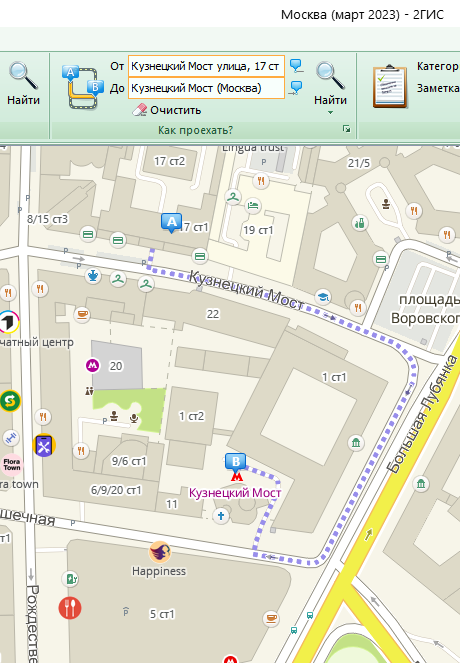 Москва (март 2023) - 2ГИС
От
Кузнецкий Мост улица, 17 ст
Категор
Найти
До
Кузнецкий Мост (Москва)
Найти
Заметка
Очистить
Как проехать?
A
B
Lingua trust
17 ст2
21/5
8/15 ст3
A
17 ст1
19 ст1
Кузнецкий Мост
площадь
Воровского
22
чатный центр
20
1 ст1
Большая Лубянка
1 ст2
Flora
Town
ra town
9/6 ст1
B
Кузнецкий Мост
6/9/20 ст1
11
шечная
ст1
Happiness
Рождестве
5 ст1